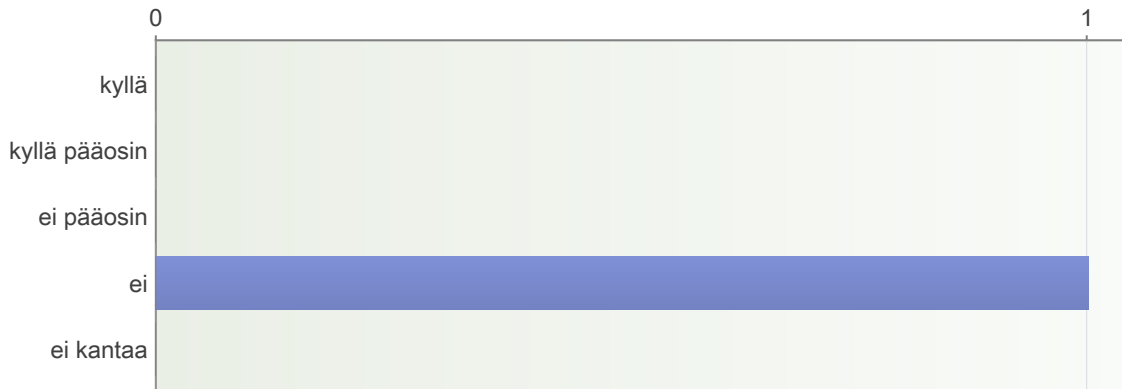 0 1
kyllä
kyllä pääosin
ei pääosin
ei
ei kantaa